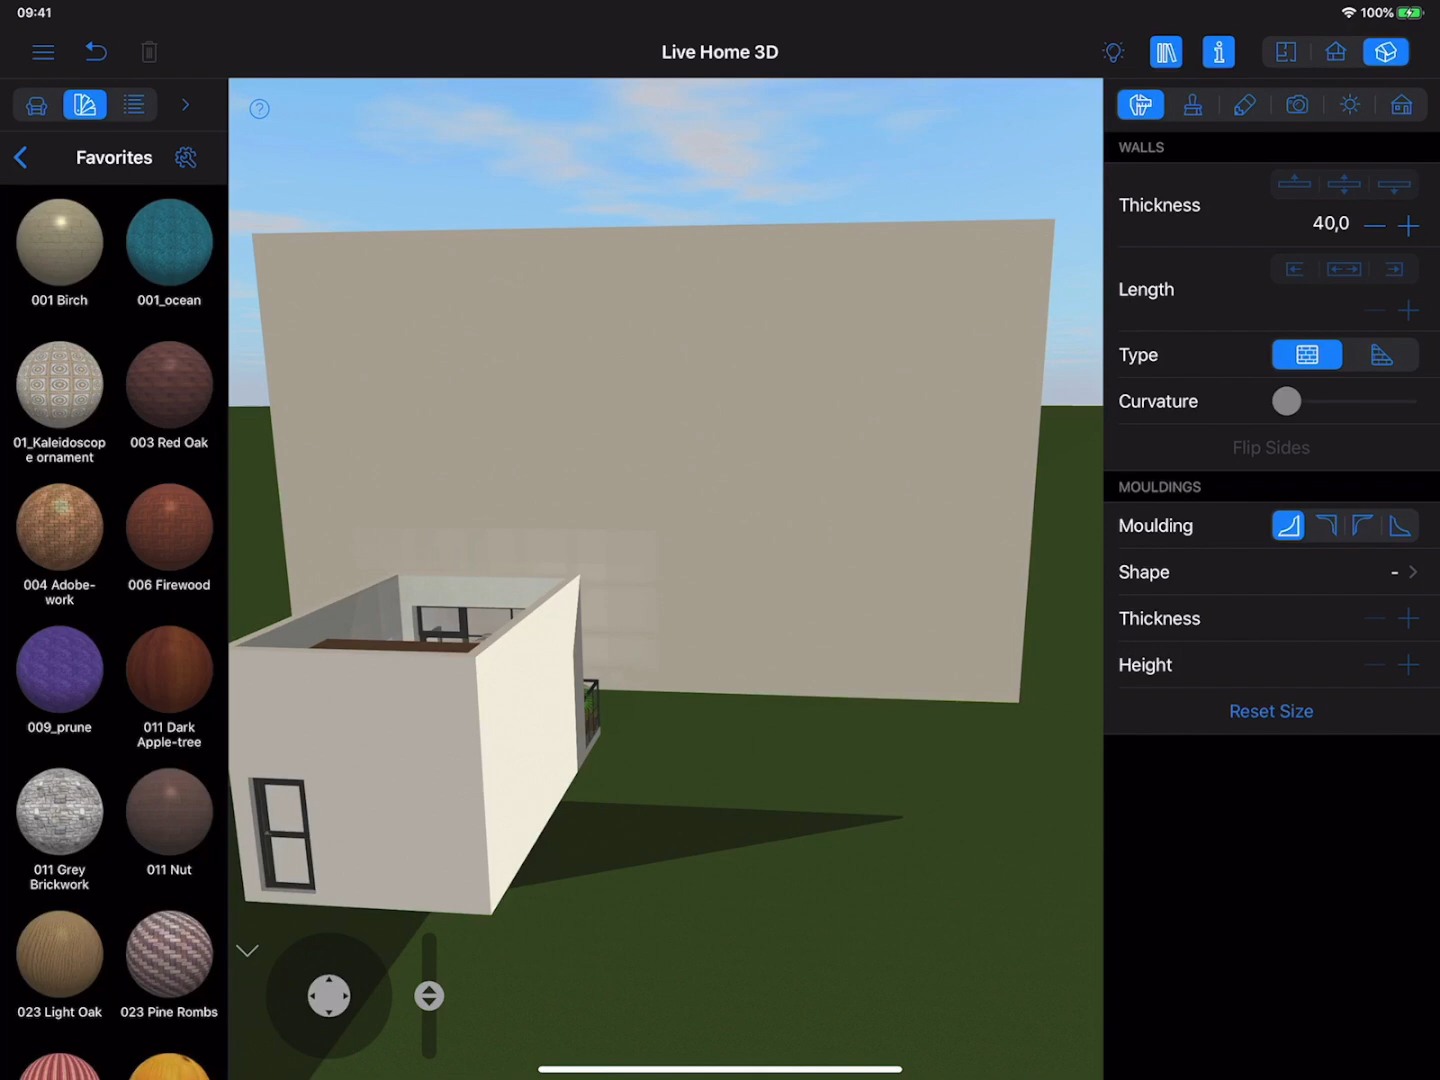 09:41
100%
Live Home 3D
Favorites
001 Birch
001_ocean
01_Kaleidoscop
e ornament
003 Red Oak
004 Adobe-
work
006 Firewood
009_prune
011 Dark
Apple-tree
011 Grey
Brickwork
011 Nut
023 Light Oak
023 Pine Rombs
WALLS
Thickness
40,0
Length
Type
Curvature
Flip Sides
MOULDINGS
Moulding
Shape
-
Thickness
Height
Reset Size